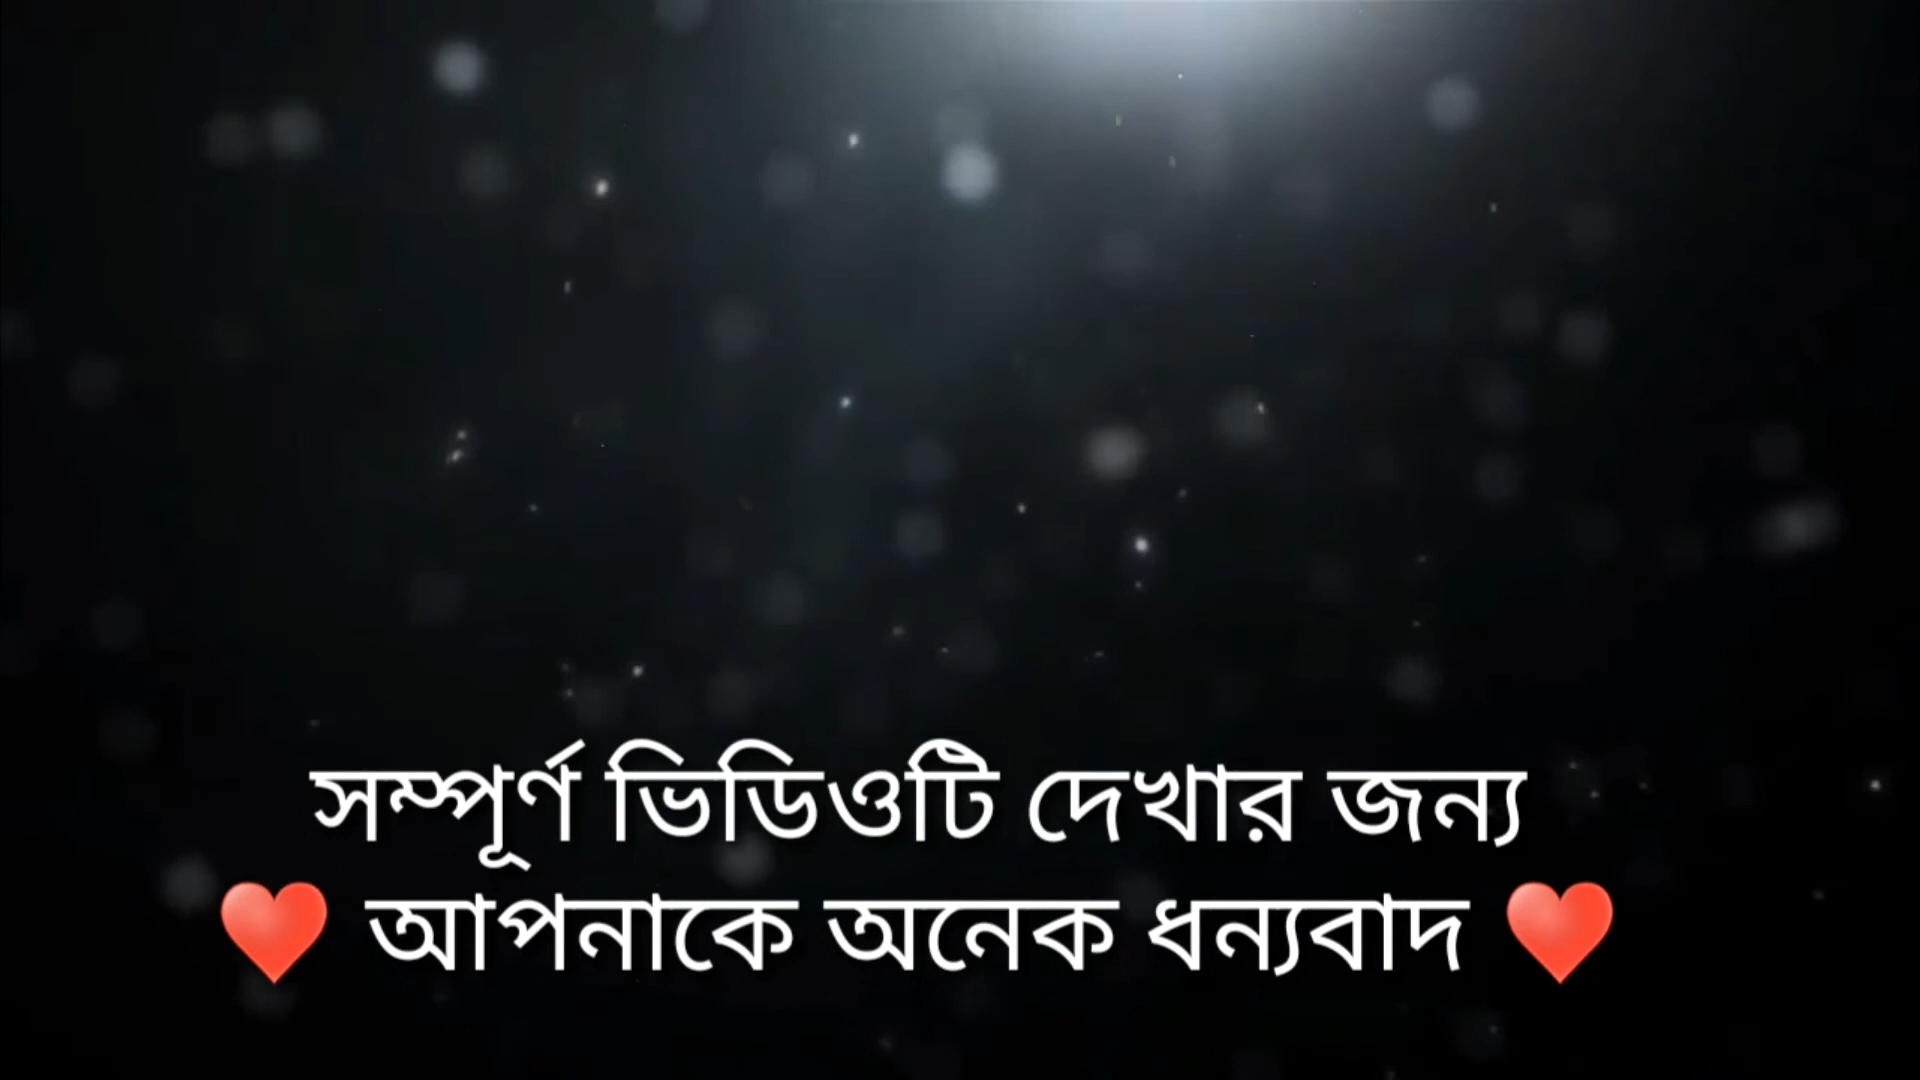 সম্পূর্ণ ভিডিওটি দেখার জন্য
♥️ আপনাকে অনেক ধন্যবাদ ♥️